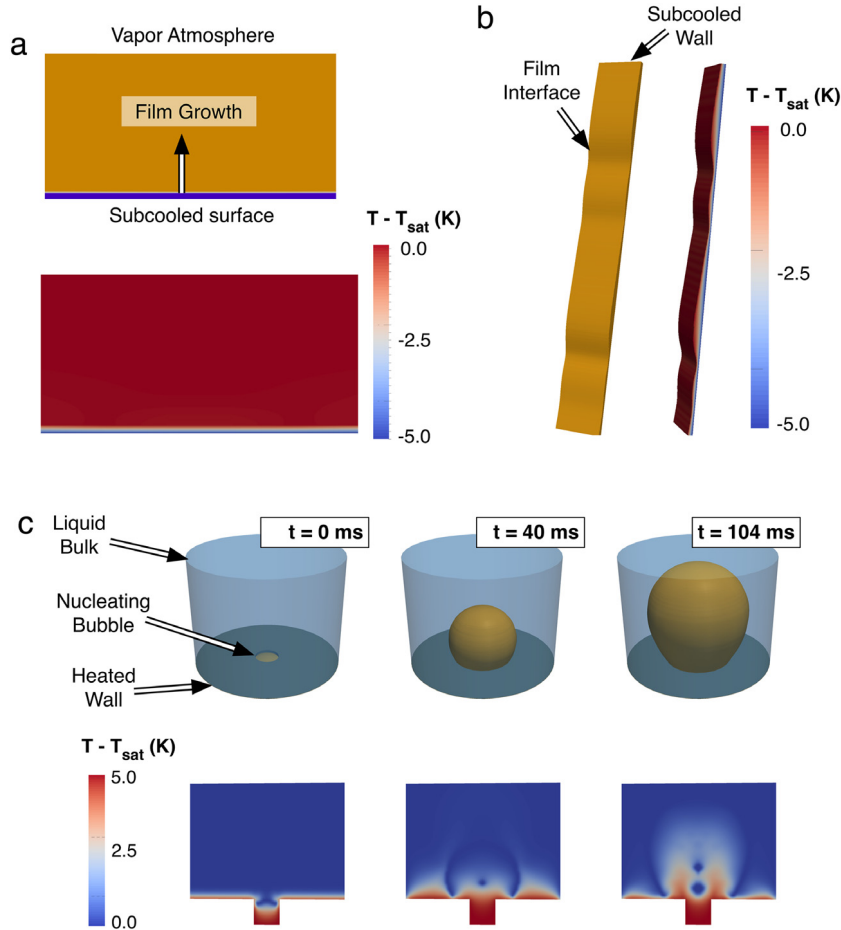 a
Vapor Atmosphere
Film Growth
Subcooled surface
T - Tsat (K)
0.0
-2.5
-5.0
b
Subcooled
Wall
Film
Interface
T - Tsat (K)
0.0
-2.5
-5.0
c
Liquid
Bulk
Nucleating
Bubble
Heated
Wall
t = 0 ms
t = 40 ms
t = 104 ms
T - Tsat (K)
5.0
2.5
0.0